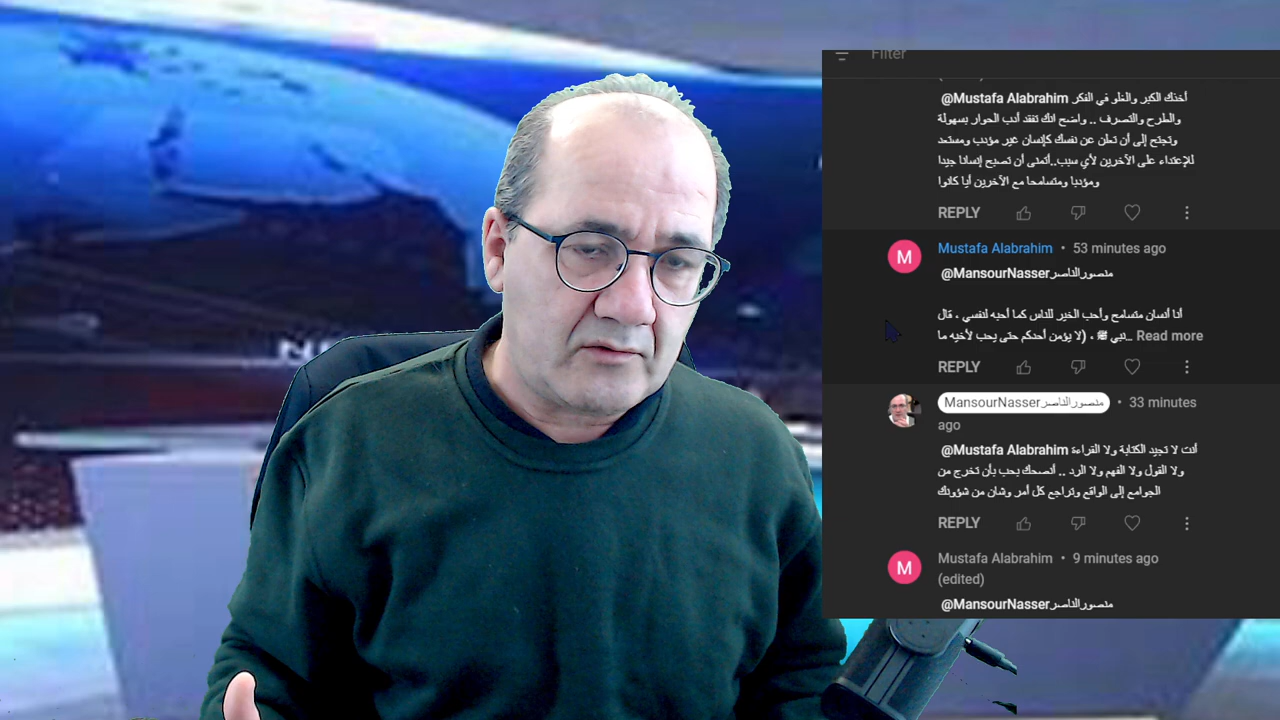 Filter
@Mustafa Alabrahim أخذك الكبر والغلو في الفكر
والطرح والتصرف .. واضح انك تفقد أدب الحوار بسهولة
وتجنح إلى أن تعلن عن نفسك كإنسان غير مؤدب ومستعد
للإعتداء على الآخرين لأي سبب..أتمنى أن تصبح إنسانا جيدا
ومؤدبا ومتسامحا مع الآخرين أيا كانوا
REPLY
Mustafa Alabrahim • 53 minutes ago
@MansourNasserمنصورالناصر
أنا أنسان متسامح وأحب الخير للناس كما أحبه لنفسي ، قال
نبي ﷺ ، (لا يؤمن أحدكم حتى يحب لأخيه ما... Read more
REPLY
MansourNasserمنصورالناصر • 33 minutes
ago
@Mustafa Alabrahim أنت لا تجيد الكتابة ولا القراءة
ولا القول ولا الفهم ولا الرد .. أنصحك بحب بأن تخرج من
الجوامع إلى الواقع وتراجع كل أمر وشان من شؤونك
REPLY
Mustafa Alabrahim • 9 minutes ago
(edited)
@MansourNasserمنصورالناصر